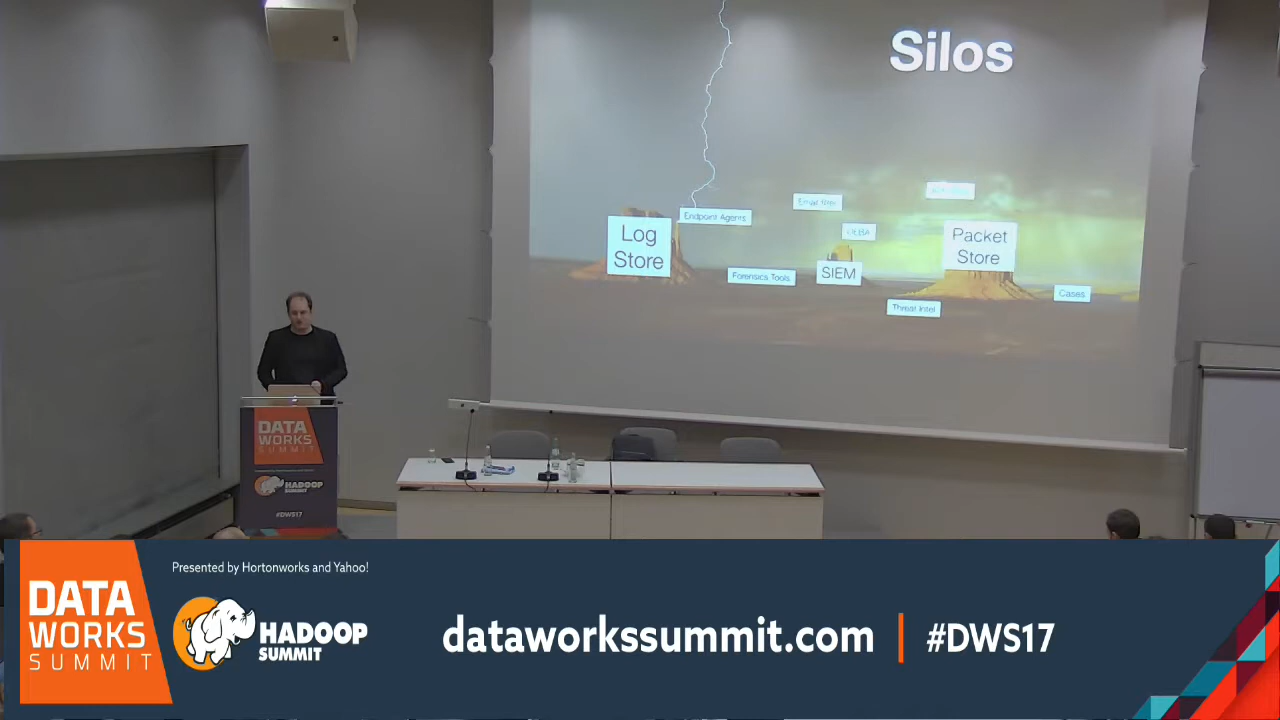 Silos
Endpoint Agents
Email filter
UEBA
Log
Store
Packet
Store
Forensics Tools
SIEM
Threat Intel
Cases
DATA
WORKS
SUMMIT
HADOOP
SUMMIT
#DWS17
DATA
WORKS
SUMMIT
Presented by Hortonworks and Yahoo!
HADOOP
SUMMIT
dataworkssummit.com
#DWS17